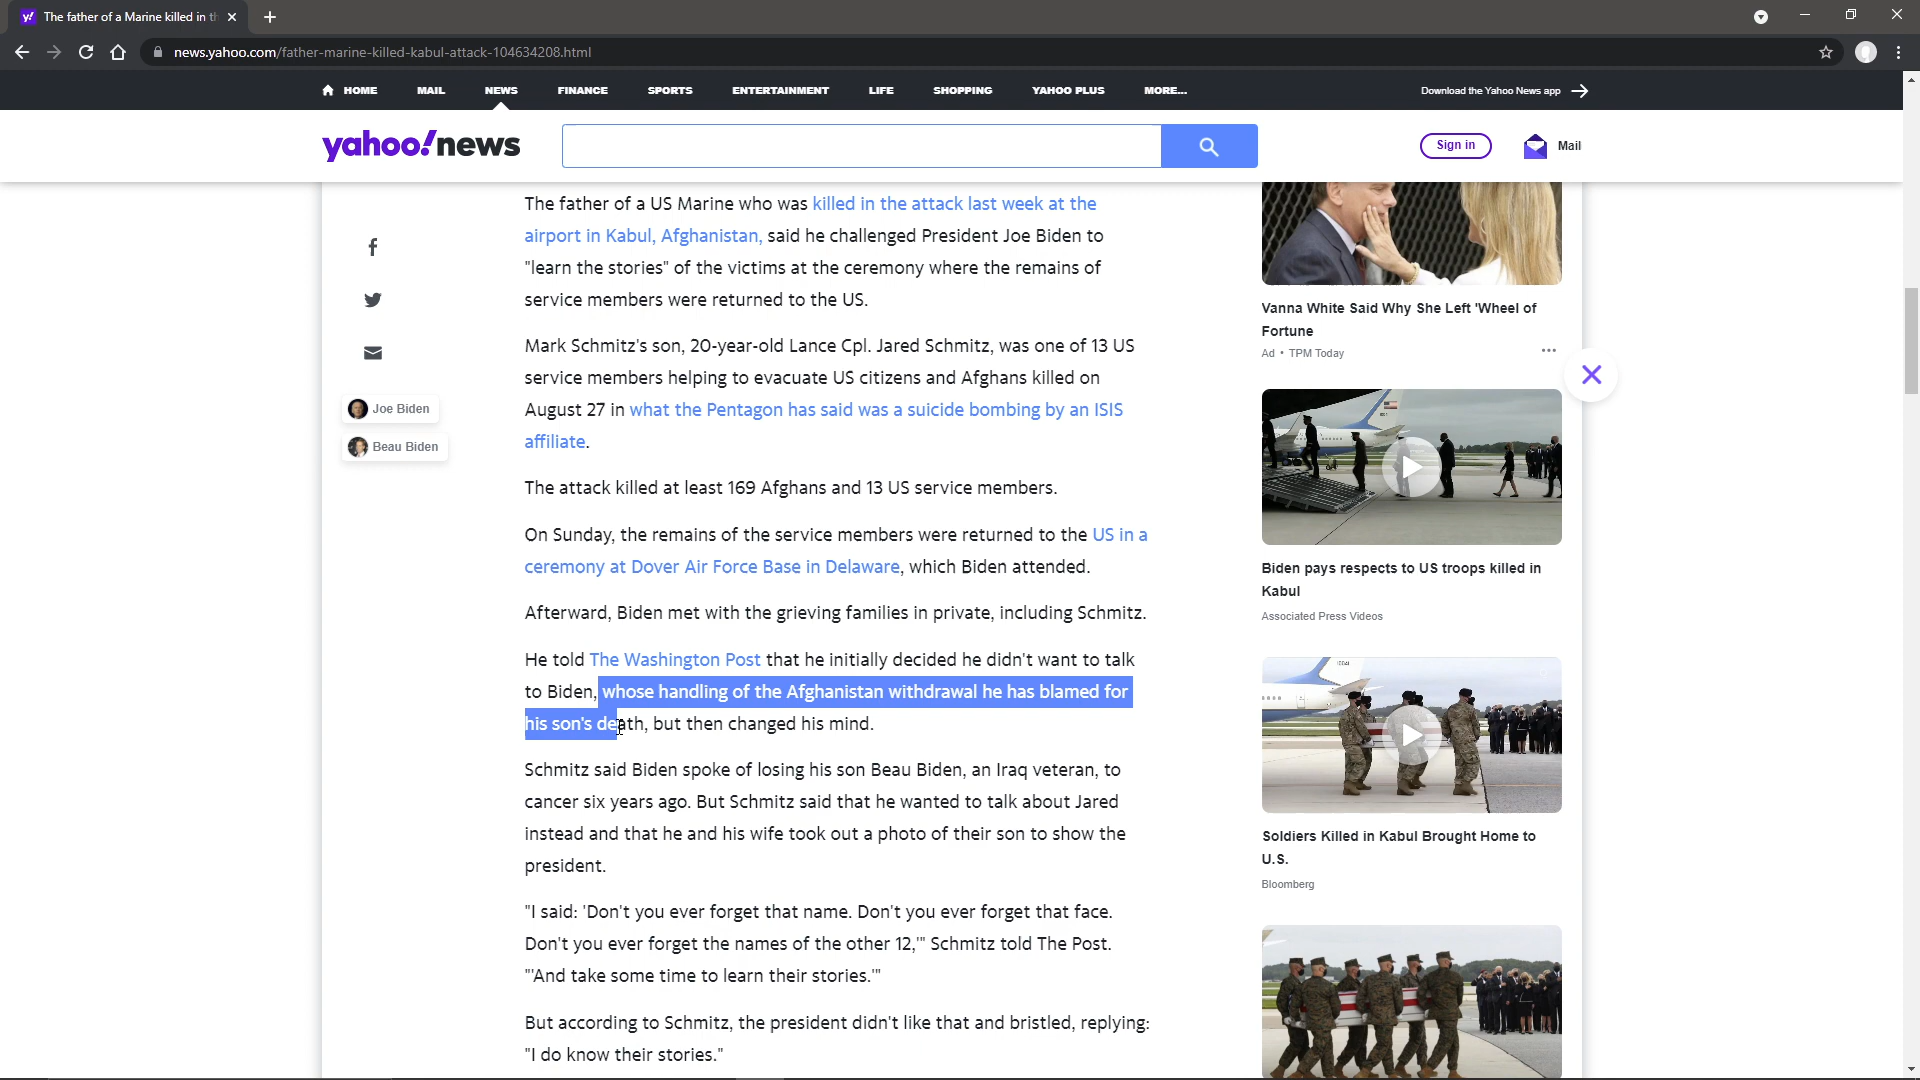 The father of a Marine killed in th
news.yahoo.com/father-marine-killed-kabul-attack-104634208.html
HOME MAIL NEWS FINANCE SPORTS ENTERTAINMENT LIFE SHOPPING YAHOO PLUS MORE... Download the Yahoo News app
yahoo!news Sign in Mail
The father of a US Marine who was killed in the attack last week at the
airport in Kabul, Afghanistan, said he challenged President Joe Biden to
"learn the stories" of the victims at the ceremony where the remains of
service members were returned to the US.
Mark Schmitz's son, 20-year-old Lance Cpl. Jared Schmitz, was one of 13 US
service members helping to evacuate US citizens and Afghans killed on
August 27 in what the Pentagon has said was a suicide bombing by an ISIS
affiliate.
The attack killed at least 169 Afghans and 13 US service members.
On Sunday, the remains of the service members were returned to the US in a
ceremony at Dover Air Force Base in Delaware, which Biden attended.
Afterward, Biden met with the grieving families in private, including Schmitz.
He told The Washington Post that he initially decided he didn't want to talk
to Biden, whose handling of the Afghanistan withdrawal he has blamed for
his son's death, but then changed his mind.
Schmitz said Biden spoke of losing his son Beau Biden, an Iraq veteran, to
cancer six years ago. But Schmitz said that he wanted to talk about Jared
instead and that he and his wife took out a photo of their son to show the
president.
"I said: 'Don't you ever forget that name. Don't you ever forget that face.
Don't you ever forget the names of the other 12,'" Schmitz told The Post.
"'And take some time to learn their stories.'"
But according to Schmitz, the president didn't like that and bristled, replying:
"I do know their stories."
Joe Biden
Beau Biden
Vanna White Said Why She Left 'Wheel of
Fortune
Ad • TPM Today
Biden pays respects to US troops killed in
Kabul
Associated Press Videos
Soldiers Killed in Kabul Brought Home to
U.S.
Bloomberg